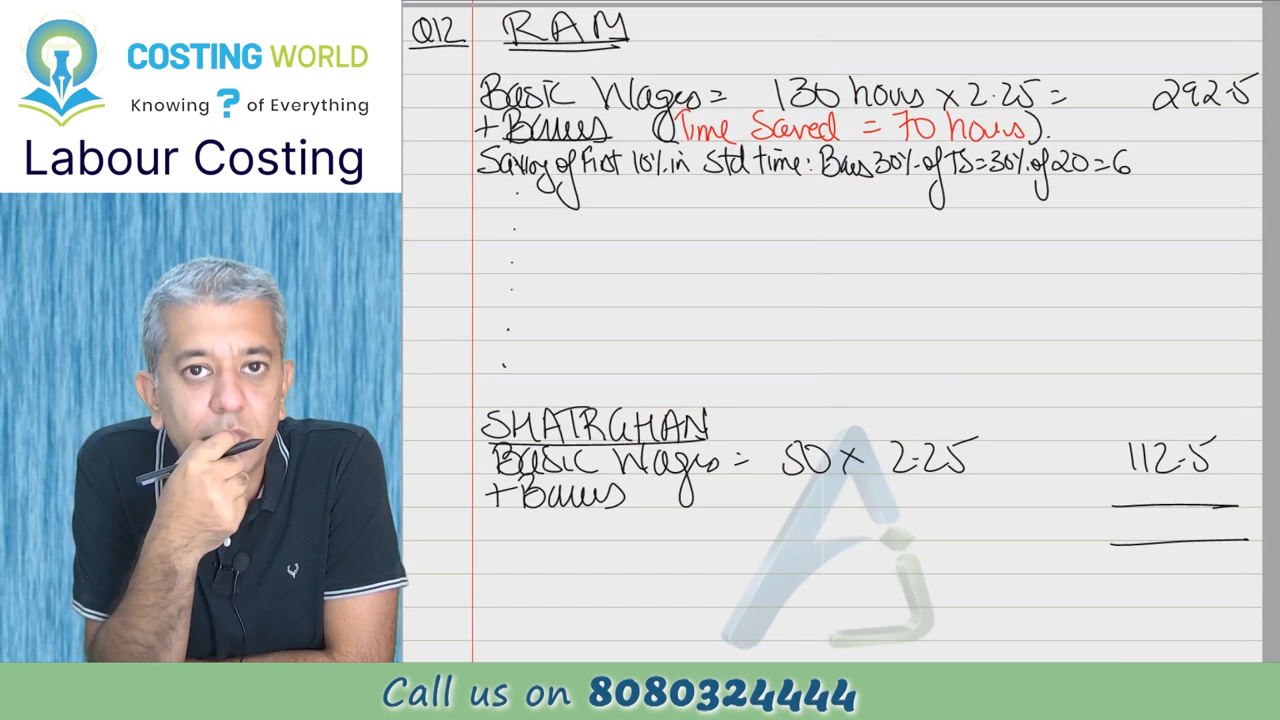 COSTING WORLD
Knowing ? of Everything
Labour Costing
Q12 RAM
Basic Wages = 130 hours × 2.25 = 292.5
+ Bonus (Time Saved = 70 hours).
Saving of First 10% in Std time: Bonus 30% of TS = 30% of 20 = 6
SHATRGHAN
Basic Wages = 50 × 2.25 112.5
+ Bonus
Call us on 8080324444